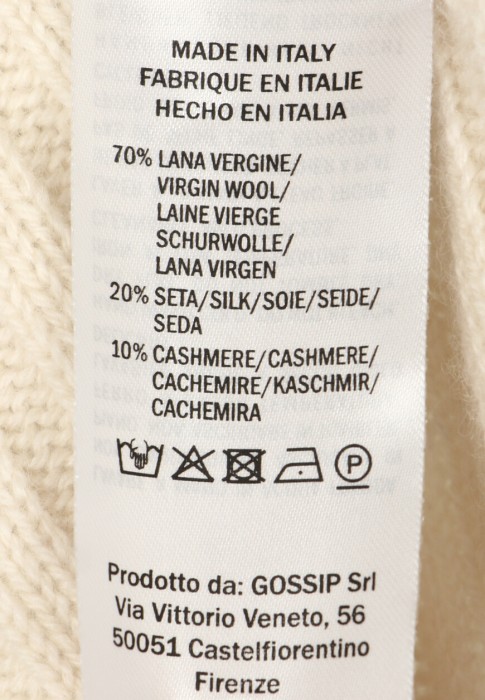 MADE IN ITALY
FABRIQUE EN ITALIE
HECHO EN ITALIA
70% LANA VERGINE/
VIRGIN WOOL/
LAINE VIERGE
SCHURWOLLE/
LANA VIRGEN
20% SETA/SILK/SOIE/SEIDE/
SEDA
10% CASHMERE/CASHMERE/
CACHEMIRE/KASCHMIR/
CACHEMIRA
P
Prodotto da: GOSSIP Srl
Via Vittorio Veneto, 56
50051 Castelfiorentino
Firenze